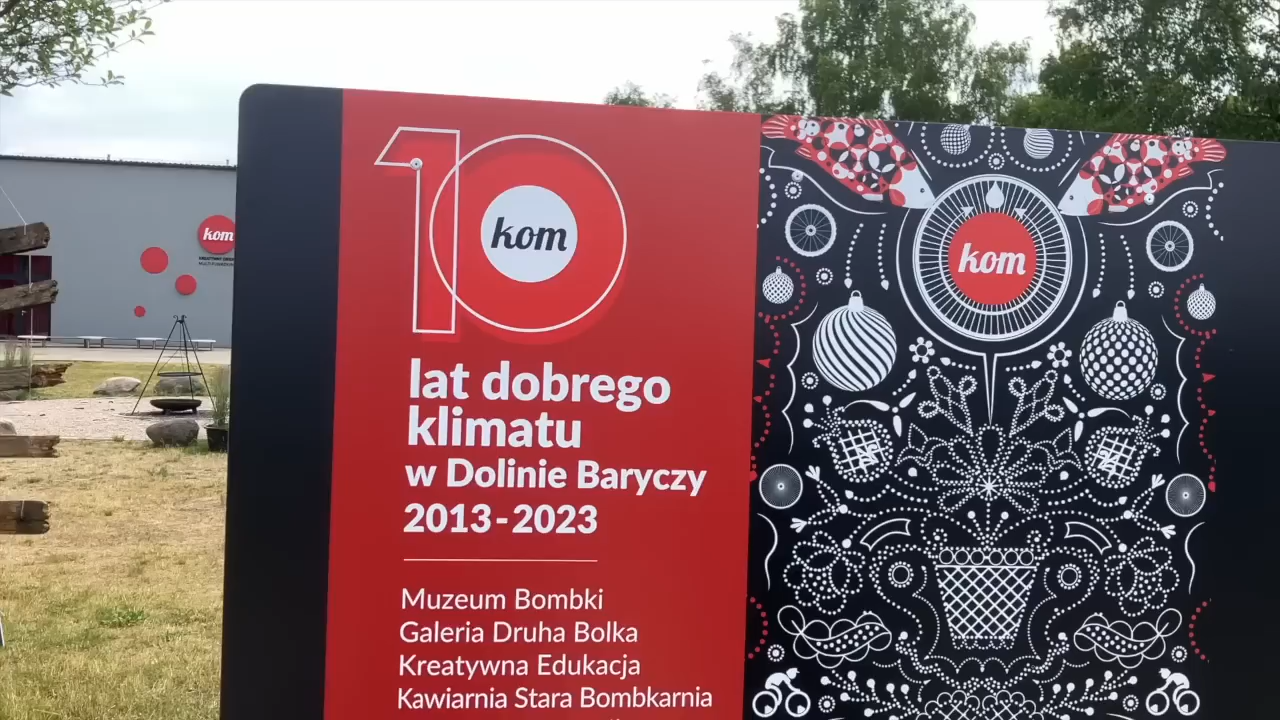 10
kom
lat dobrego
klimatu
w Dolinie Baryczy
2013-2023
Muzeum Bombki
Galeria Druha Bolka
Kreatywna Edukacja
Kawiarnia Stara Bombkarnia
kom
kom